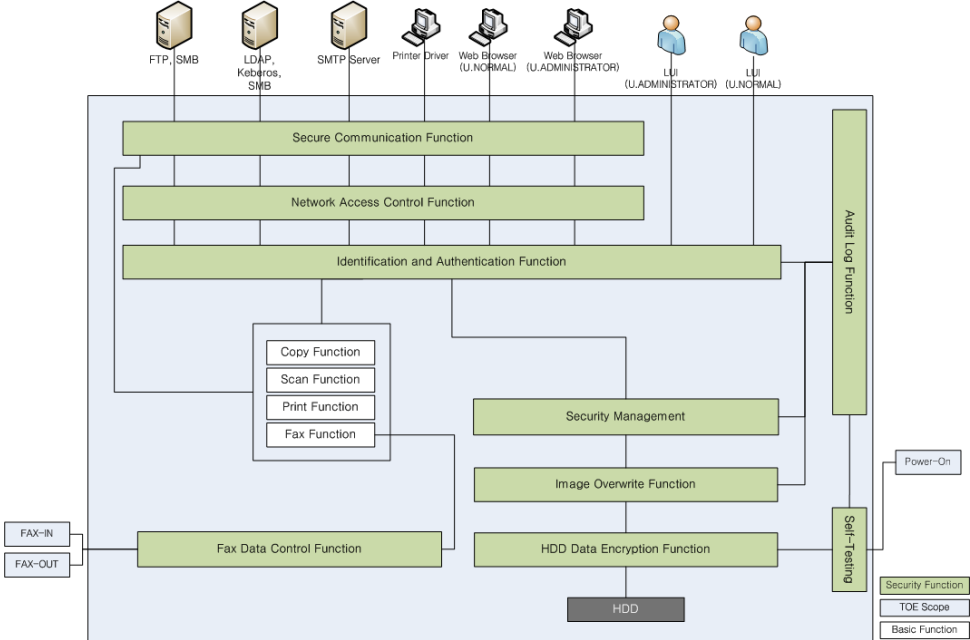 FTP, SMB
LDAP,
Keberos,
SMB
SMTP Server
Printer Driver
Web Browser
(U.NORMAL)
Web Browser
(U.ADMINISTRATOR)
LUI
(U.ADMINISTRATOR)
LUI
(U.NORMAL)
Secure Communication Function
Network Access Control Function
Identification and Authentication Function
Audit Log Function
Copy Function
Scan Function
Print Function
Fax Function
Security Management
Image Overwrite Function
Power-On
FAX-IN
FAX-OUT
Fax Data Control Function
HDD Data Encryption Function
Self-Testing
HDD
Security Function
TOE Scope
Basic Function